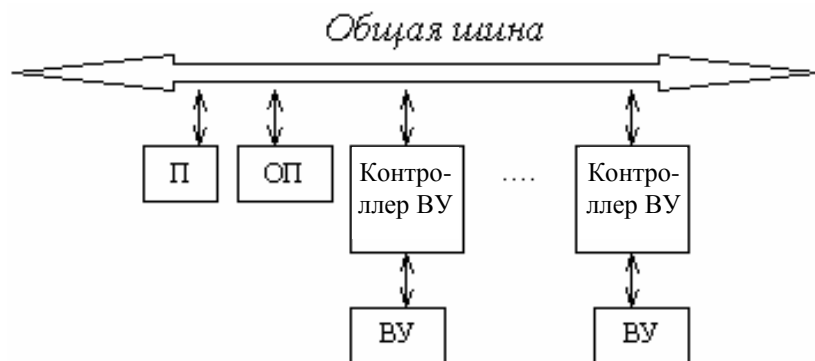 Общая шина
П
ОП
Контро-
ллер ВУ
....
Контро-
ллер ВУ
ВУ
ВУ